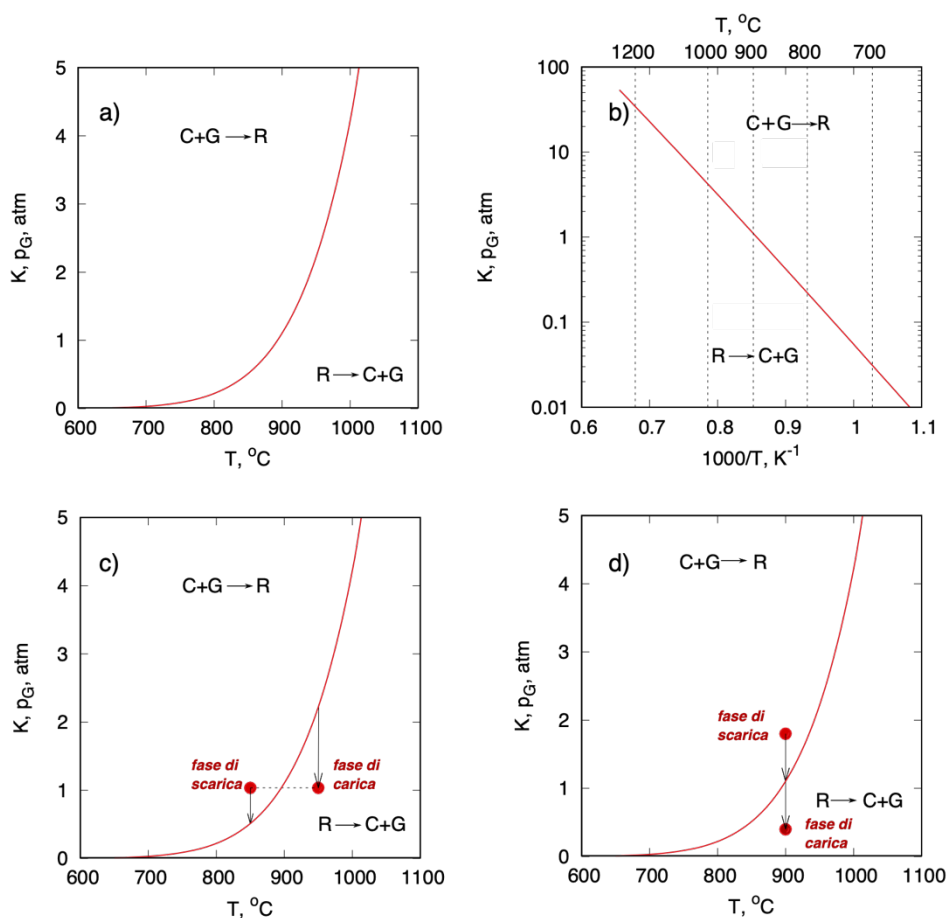 a)
5
4
3
2
1
0
K, p_G, atm
C+G → R
R → C+G
600 700 800 900 1000 1100
T, °C
T, °C
1200 1000 900 800 700
b)
100
10
1
0.1
0.01
K, p_G, atm
C+G → R
R → C+G
0.6 0.7 0.8 0.9 1 1.1
1000/T, K⁻¹
c)
5
4
3
2
1
0
K, p_G, atm
C+G → R
fase di
scarica
fase di
carica
R → C+G
600 700 800 900 1000 1100
T, °C
d)
5
4
3
2
1
0
K, p_G, atm
C+G → R
fase di
scarica
R → C+G
fase di
carica
600 700 800 900 1000 1100
T, °C